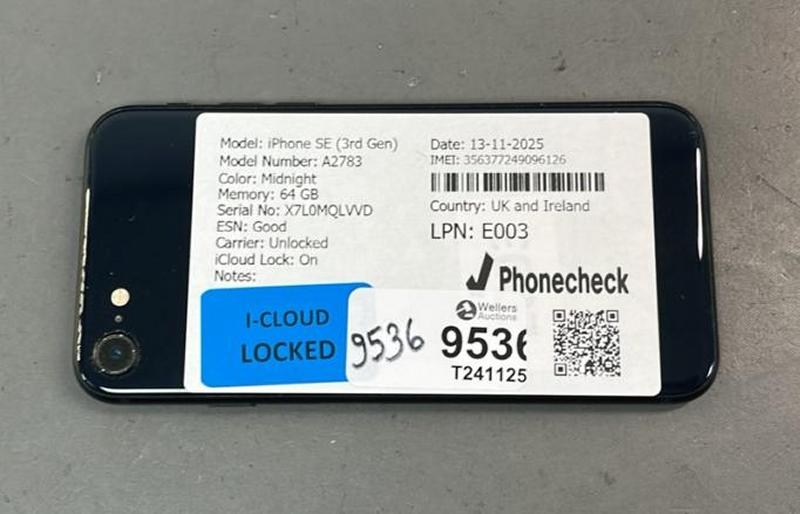 Model: iPhone SE (3rd Gen)
Model Number: A2783
Color: Midnight
Memory: 64 GB
Serial No: X7L0MQLVVD
ESN: Good
Carrier: Unlocked
iCloud Lock: On
Notes:
Date: 13-11-2025
IMEI: 356377249096126
Country: UK and Ireland
LPN: E003
Phonecheck
I-CLOUD
LOCKED
9536
Wellers
Auctions
9536
T241125